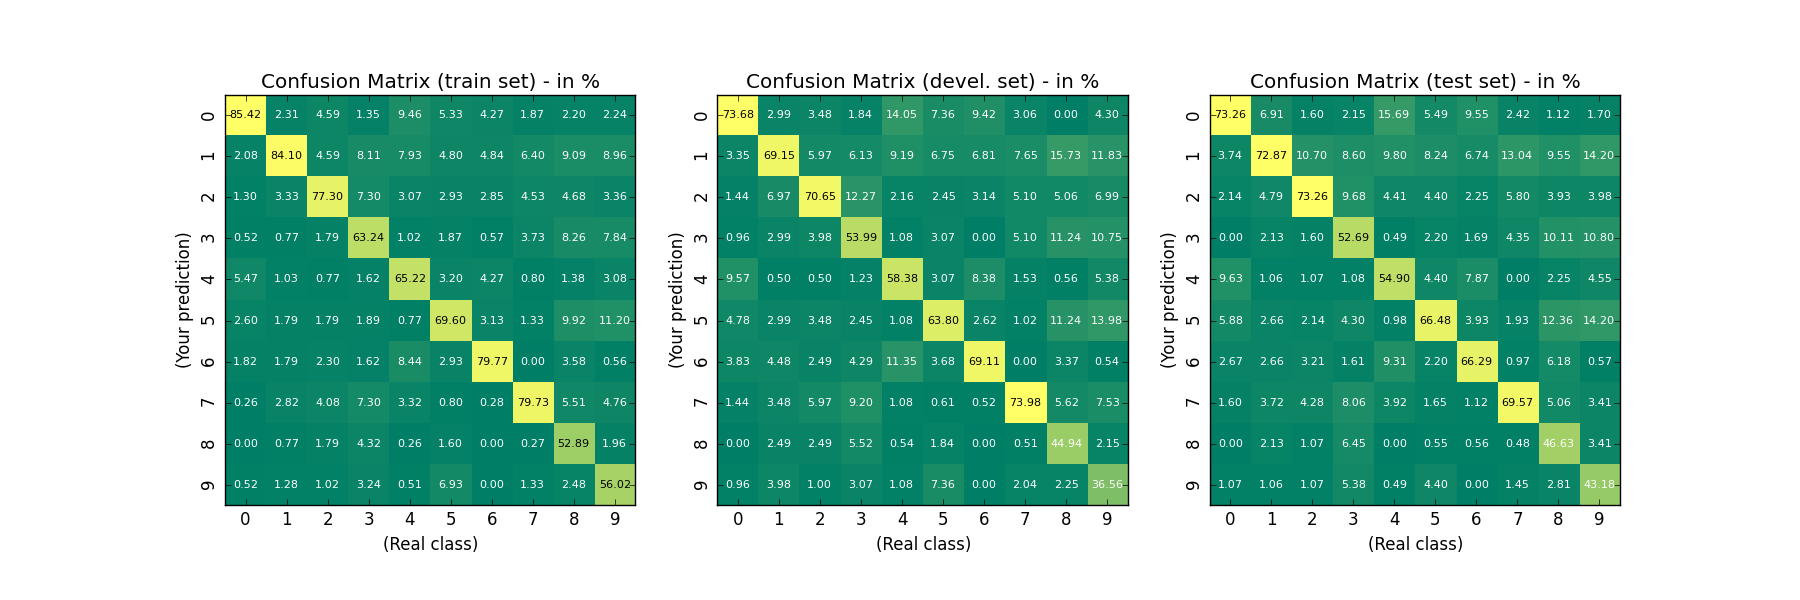 Confusion Matrix (train set) - in %
(Your prediction)
0 85.42 2.31 4.59 1.35 9.46 5.33 4.27 1.87 2.20 2.24
1 2.08 84.10 4.59 8.11 7.93 4.80 4.84 6.40 9.09 8.96
2 1.30 3.33 77.30 7.30 3.07 2.93 2.85 4.53 4.68 3.36
3 0.52 0.77 1.79 63.24 1.02 1.87 0.57 3.73 8.26 7.84
4 5.47 1.03 0.77 1.62 65.22 3.20 4.27 0.80 1.38 3.08
5 2.60 1.79 1.79 1.89 0.77 69.60 3.13 1.33 9.92 11.20
6 1.82 1.79 2.30 1.62 8.44 2.93 79.77 0.00 3.58 0.56
7 0.26 2.82 4.08 7.30 3.32 0.80 0.28 79.73 5.51 4.76
8 0.00 0.77 1.79 4.32 0.26 1.60 0.00 0.27 52.89 1.96
9 0.52 1.28 1.02 3.24 0.51 6.93 0.00 1.33 2.48 56.02
0 1 2 3 4 5 6 7 8 9
(Real class)
Confusion Matrix (devel. set) - in %
(Your prediction)
0 73.68 2.99 3.48 1.84 14.05 7.36 9.42 3.06 0.00 4.30
1 3.35 69.15 5.97 6.13 9.19 6.75 6.81 7.65 15.73 11.83
2 1.44 6.97 70.65 12.27 2.16 2.45 3.14 5.10 5.06 6.99
3 0.96 2.99 3.98 53.99 1.08 3.07 0.00 5.10 11.24 10.75
4 9.57 0.50 0.50 1.23 58.38 3.07 8.38 1.53 0.56 5.38
5 4.78 2.99 3.48 2.45 1.08 63.80 2.62 1.02 11.24 13.98
6 3.83 4.48 2.49 4.29 11.35 3.68 69.11 0.00 3.37 0.54
7 1.44 3.48 5.97 9.20 1.08 0.61 0.52 73.98 5.62 7.53
8 0.00 2.49 2.49 5.52 0.54 1.84 0.00 0.51 44.94 2.15
9 0.96 3.98 1.00 3.07 1.08 7.36 0.00 2.04 2.25 36.56
0 1 2 3 4 5 6 7 8 9
(Real class)
Confusion Matrix (test set) - in %
(Your prediction)
0 73.26 6.91 1.60 2.15 15.69 5.49 9.55 2.42 1.12 1.70
1 3.74 72.87 10.70 8.60 9.80 8.24 6.74 13.04 9.55 14.20
2 2.14 4.79 73.26 9.68 4.41 4.40 2.25 5.80 3.93 3.98
3 0.00 2.13 1.60 52.69 0.49 2.20 1.69 4.35 10.11 10.80
4 9.63 1.06 1.07 1.08 54.90 4.40 7.87 0.00 2.25 4.55
5 5.88 2.66 2.14 4.30 0.98 66.48 3.93 1.93 12.36 14.20
6 2.67 2.66 3.21 1.61 9.31 2.20 66.29 0.97 6.18 0.57
7 1.60 3.72 4.28 8.06 3.92 1.65 1.12 69.57 5.06 3.41
8 0.00 2.13 1.07 6.45 0.00 0.55 0.56 0.48 46.63 3.41
9 1.07 1.06 1.07 5.38 0.49 4.40 0.00 1.45 2.81 43.18
0 1 2 3 4 5 6 7 8 9
(Real class)